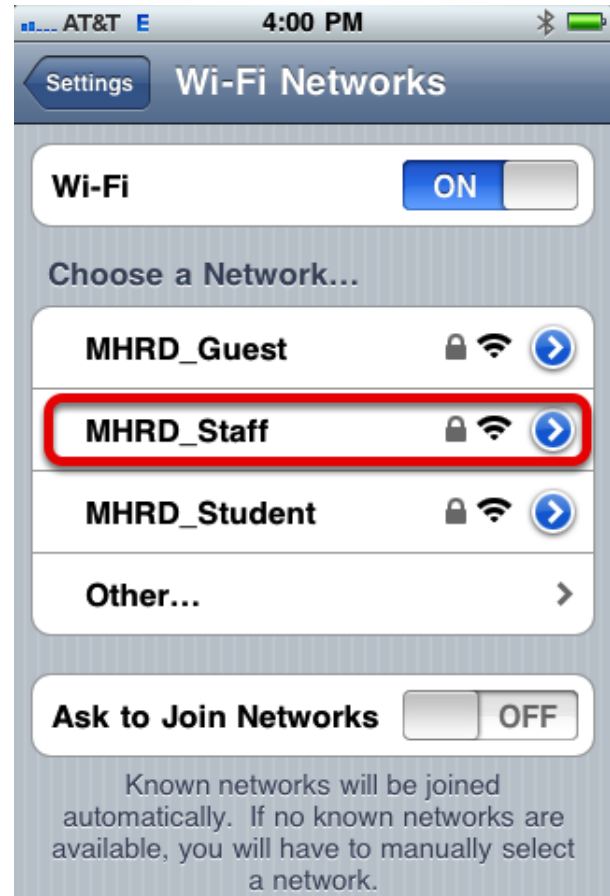 AT&T E 4:00 PM
Settings Wi-Fi Networks
Wi-Fi ON
Choose a Network...
MHRD_Guest
MHRD_Staff
MHRD_Student
Other...
Ask to Join Networks OFF
Known networks will be joined
automatically. If no known networks are
available, you will have to manually select
a network.